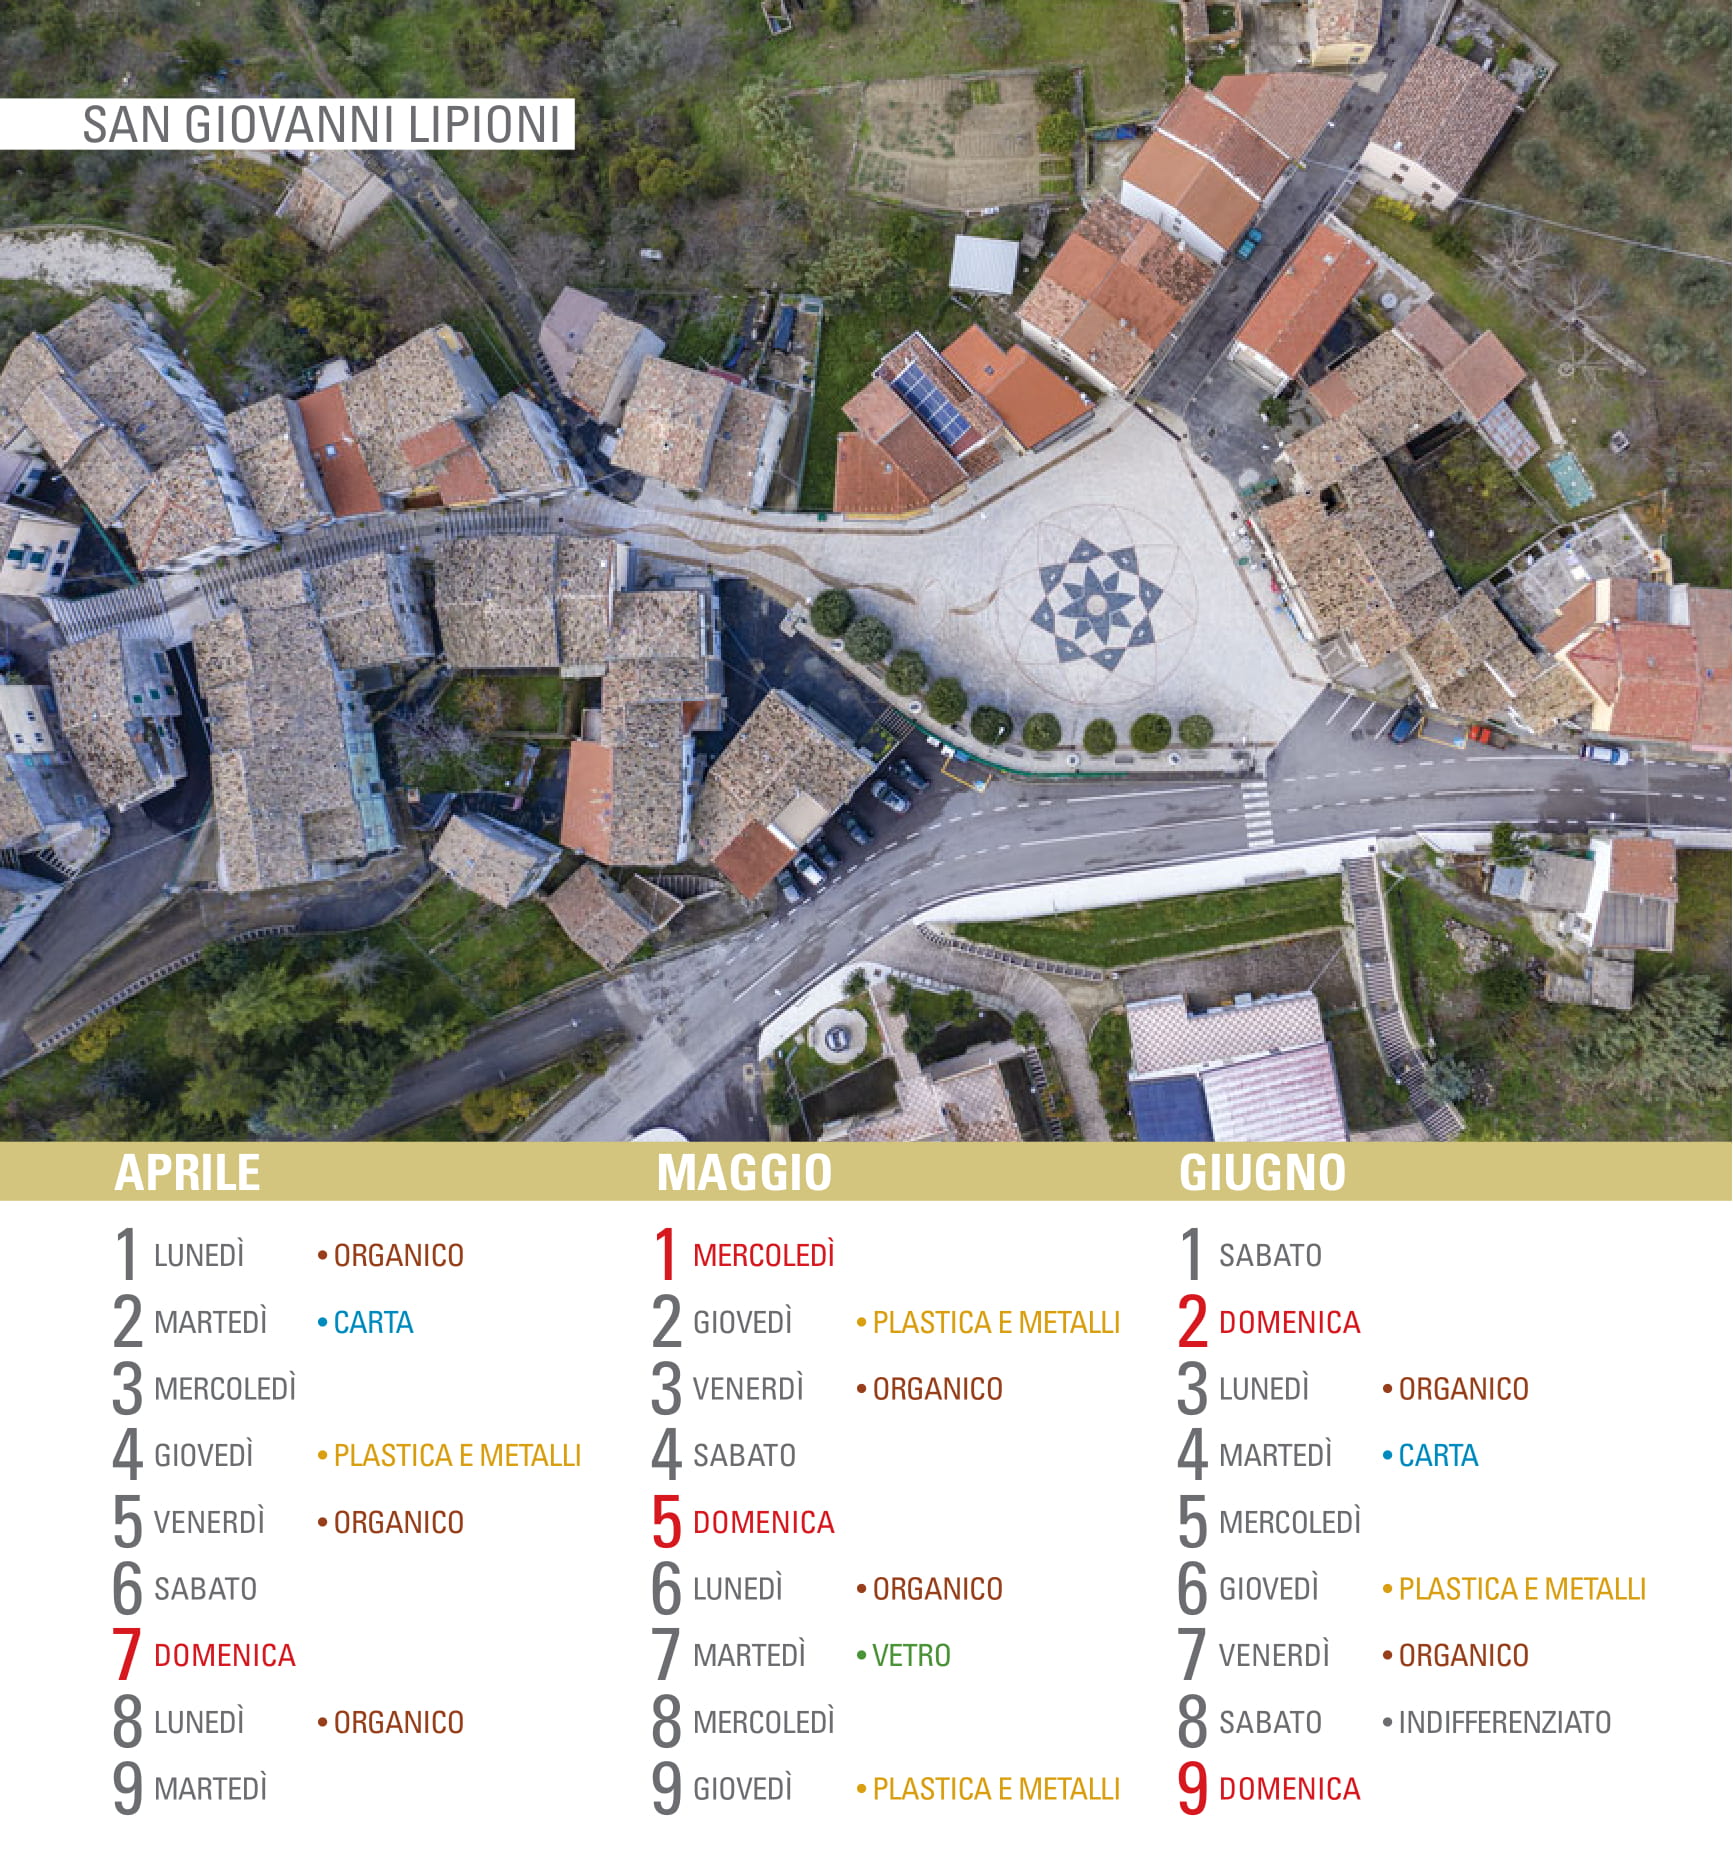 SAN GIOVANNI LIPIONI
APRILE
1 LUNEDÌ • ORGANICO
2 MARTEDÌ • CARTA
3 MERCOLEDÌ
4 GIOVEDÌ • PLASTICA E METALLI
5 VENERDÌ • ORGANICO
6 SABATO
7 DOMENICA
8 LUNEDÌ • ORGANICO
9 MARTEDÌ
MAGGIO
1 MERCOLEDÌ
2 GIOVEDÌ • PLASTICA E METALLI
3 VENERDÌ • ORGANICO
4 SABATO
5 DOMENICA
6 LUNEDÌ • ORGANICO
7 MARTEDÌ • VETRO
8 MERCOLEDÌ
9 GIOVEDÌ • PLASTICA E METALLI
GIUGNO
1 SABATO
2 DOMENICA
3 LUNEDÌ • ORGANICO
4 MARTEDÌ • CARTA
5 MERCOLEDÌ
6 GIOVEDÌ • PLASTICA E METALLI
7 VENERDÌ • ORGANICO
8 SABATO • INDIFFERENZIATO
9 DOMENICA